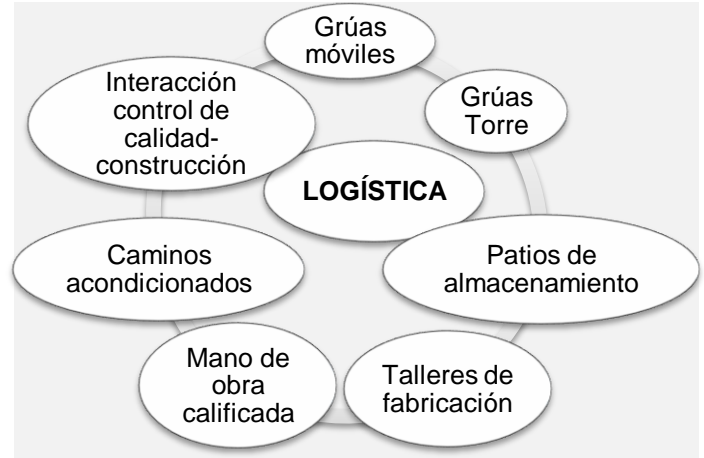 Grúas
móviles
Grúas
Torre
Interacción
control de
calidad-
construcción
LOGÍSTICA
Caminos
acondicionados
Patios de
almacenamiento
Mano de
obra
calificada
Talleres de
fabricación